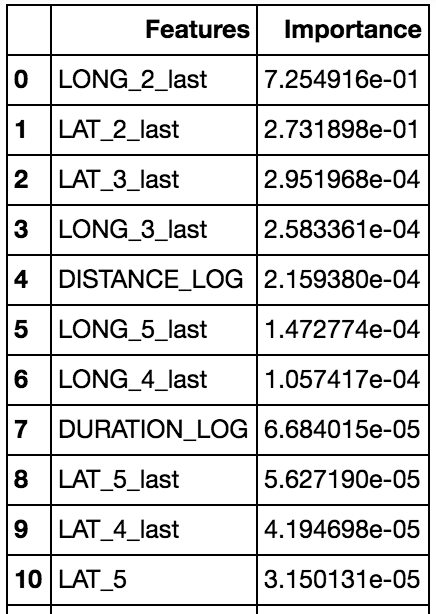 Features Importance
0 LONG_2_last 7.254916e-01
1 LAT_2_last 2.731898e-01
2 LAT_3_last 2.951968e-04
3 LONG_3_last 2.583361e-04
4 DISTANCE_LOG 2.159380e-04
5 LONG_5_last 1.472774e-04
6 LONG_4_last 1.057417e-04
7 DURATION_LOG 6.684015e-05
8 LAT_5_last 5.627190e-05
9 LAT_4_last 4.194698e-05
10 LAT_5 3.150131e-05